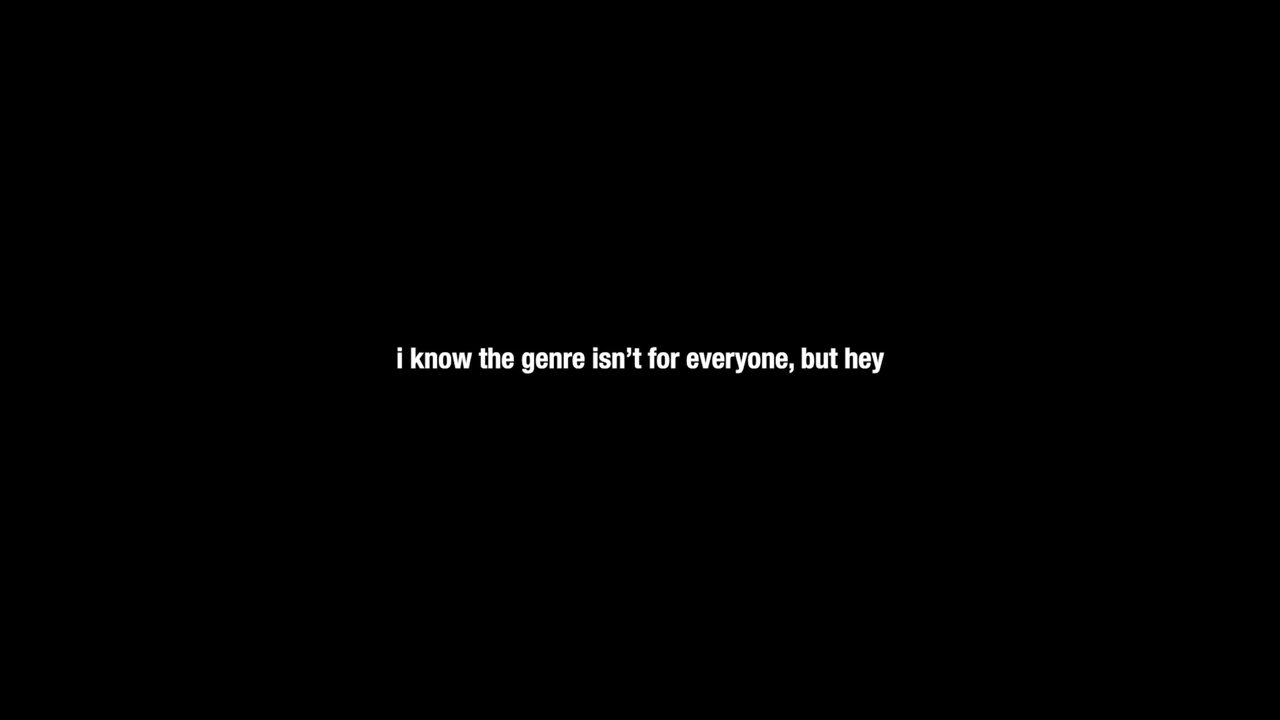 i know the genre isn’t for everyone, but hey